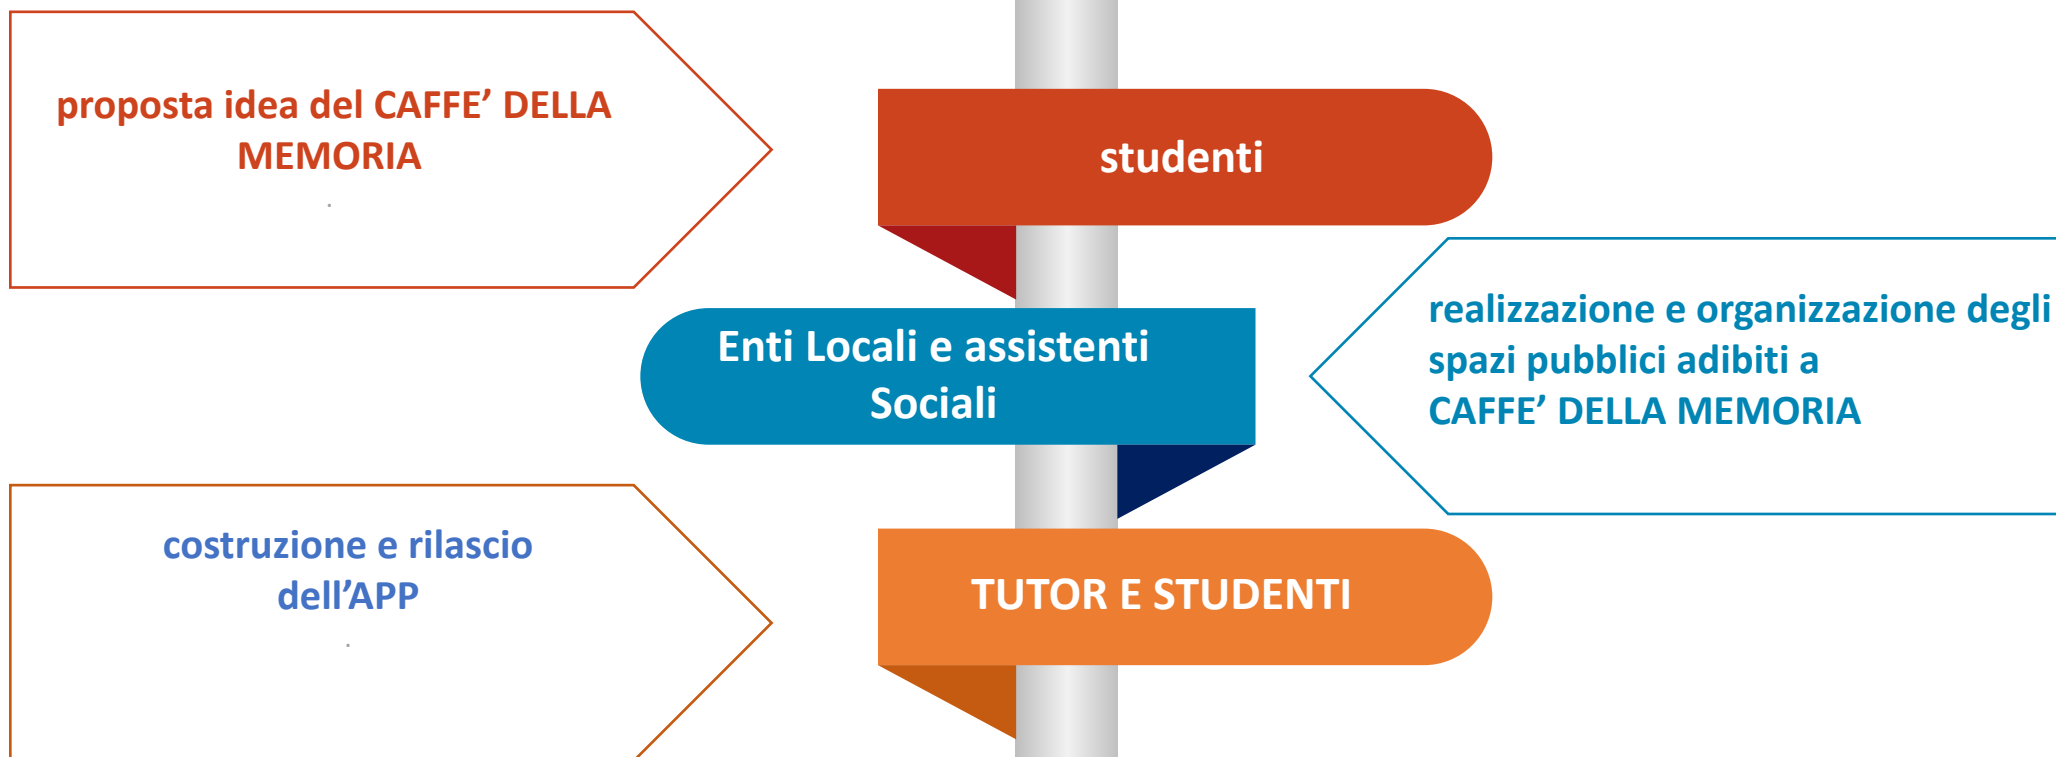 proposta idea del CAFFE’ DELLA
MEMORIA
.
studenti
Enti Locali e assistenti
Sociali
realizzazione e organizzazione degli
spazi pubblici adibiti a
CAFFE’ DELLA MEMORIA
costruzione e rilascio
dell’APP
.
TUTOR E STUDENTI